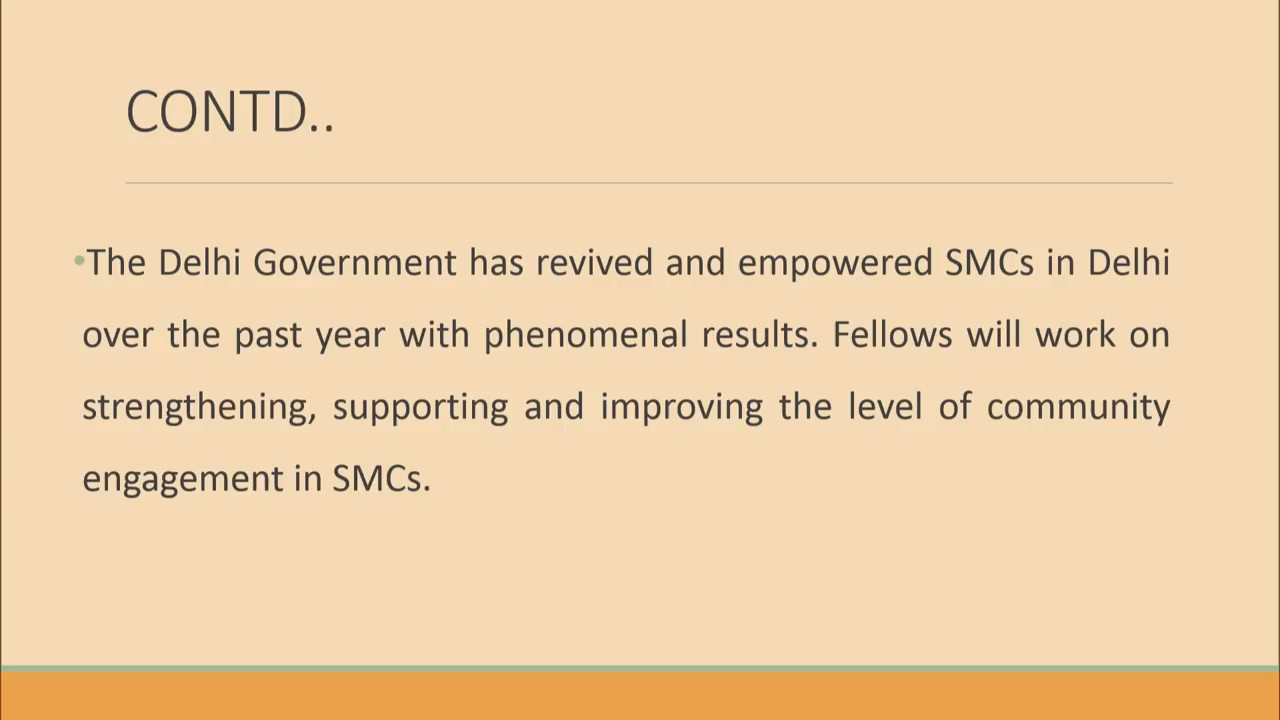 CONTD..
•The Delhi Government has revived and empowered SMCs in Delhi
over the past year with phenomenal results. Fellows will work on
strengthening, supporting and improving the level of community
engagement in SMCs.